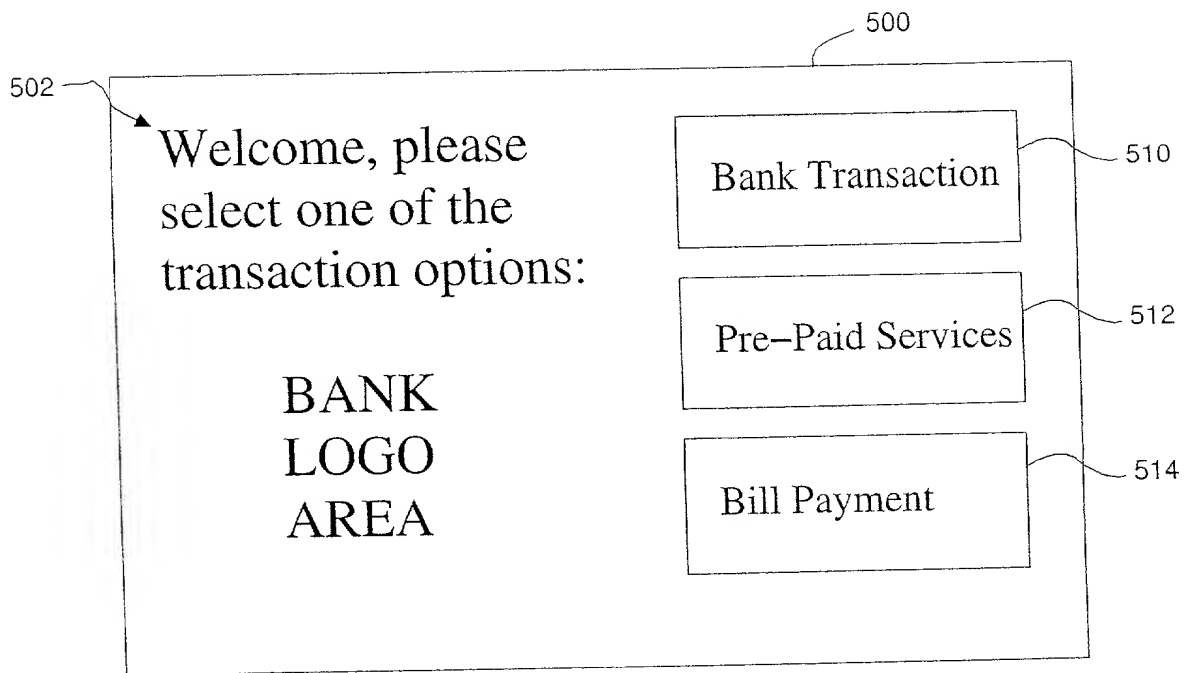 500
502
Welcome, please
select one of the
transaction options:
BANK
LOGO
AREA
Bank Transaction
510
Pre-Paid Services
512
Bill Payment
514